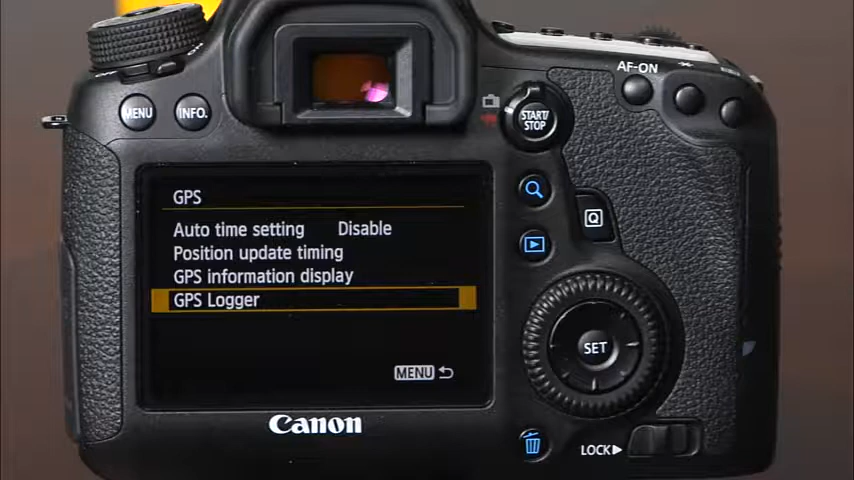 AF-ON
MENU
INFO.
START/
STOP
GPS
Auto time setting Disable
Position update timing
GPS information display
GPS Logger
MENU
Q
SET
Canon
LOCK